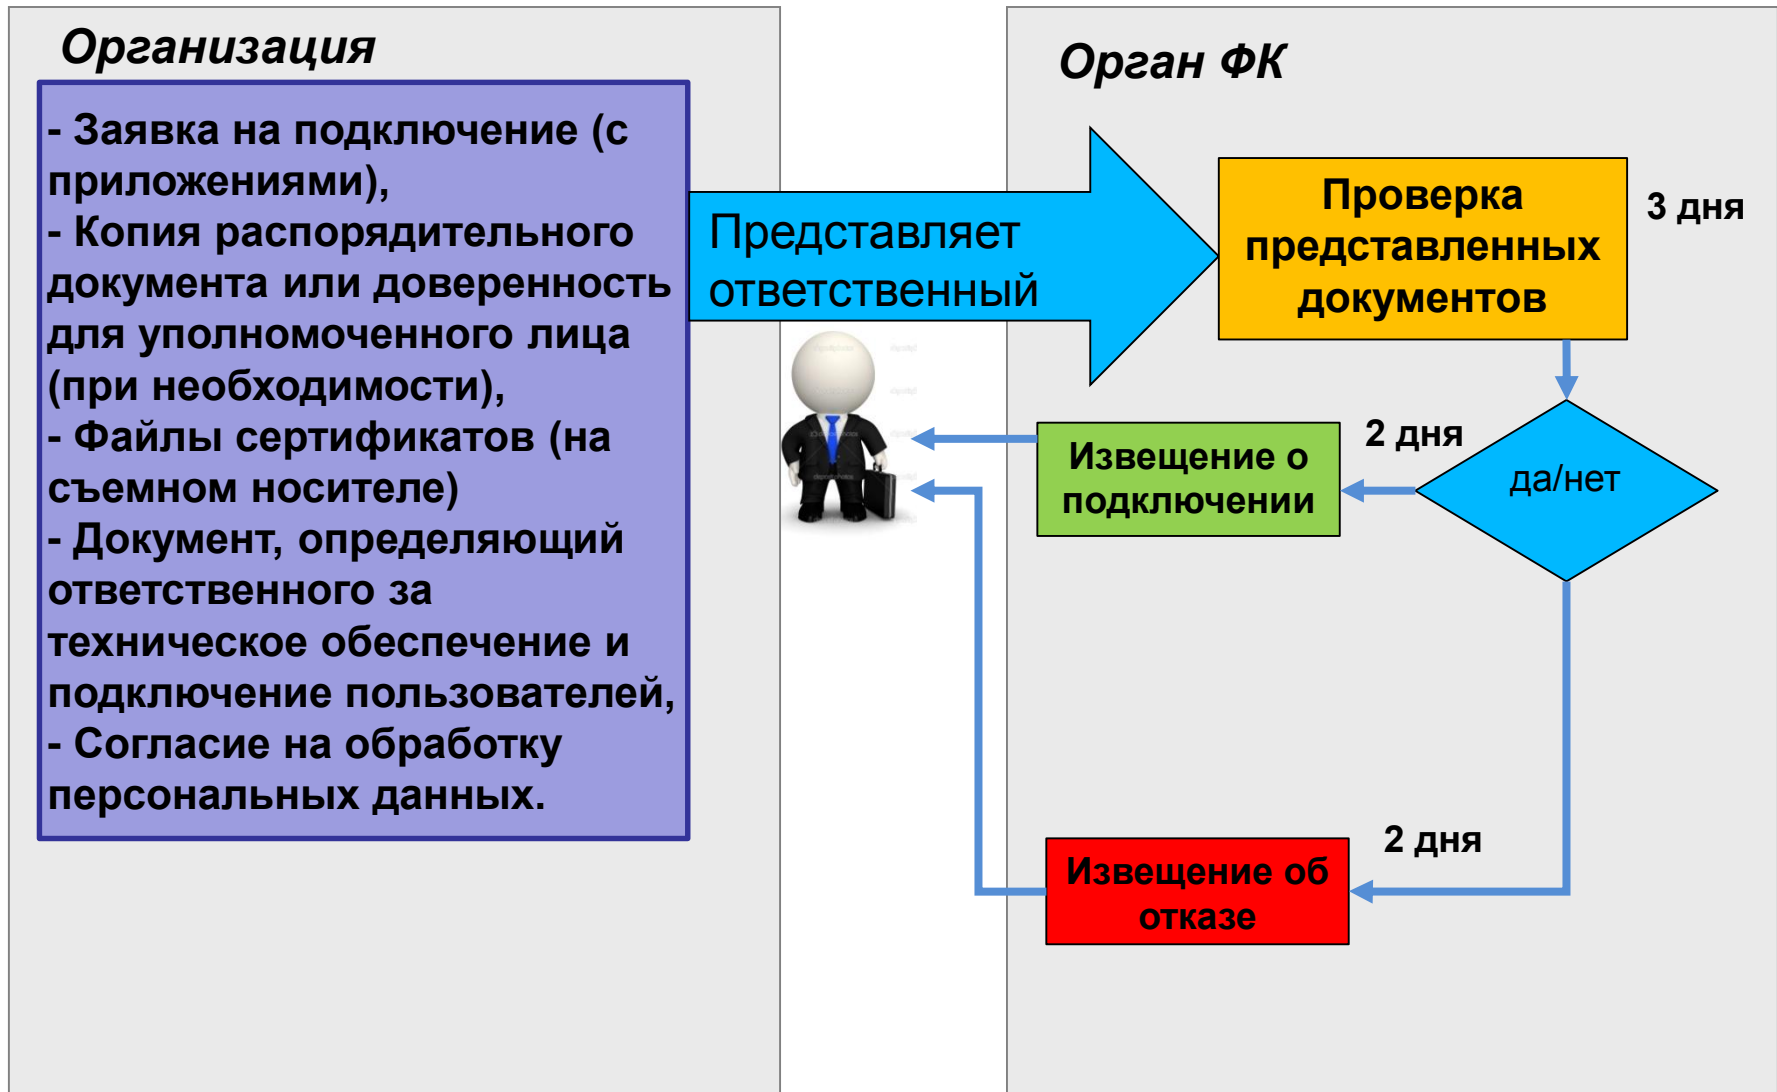 Организация
- Заявка на подключение (с
приложениями),
- Копия распорядительного
документа или доверенность
для уполномоченного лица
(при необходимости),
- Файлы сертификатов (на
съемном носителе)
- Документ, определяющий
ответственного за
техническое обеспечение и
подключение пользователей,
- Согласие на обработку
персональных данных.
Представляет
ответственный
Орган ФК
Проверка
представленных
документов
3 дня
да/нет
2 дня
Извещение о
подключении
2 дня
Извещение об
отказе